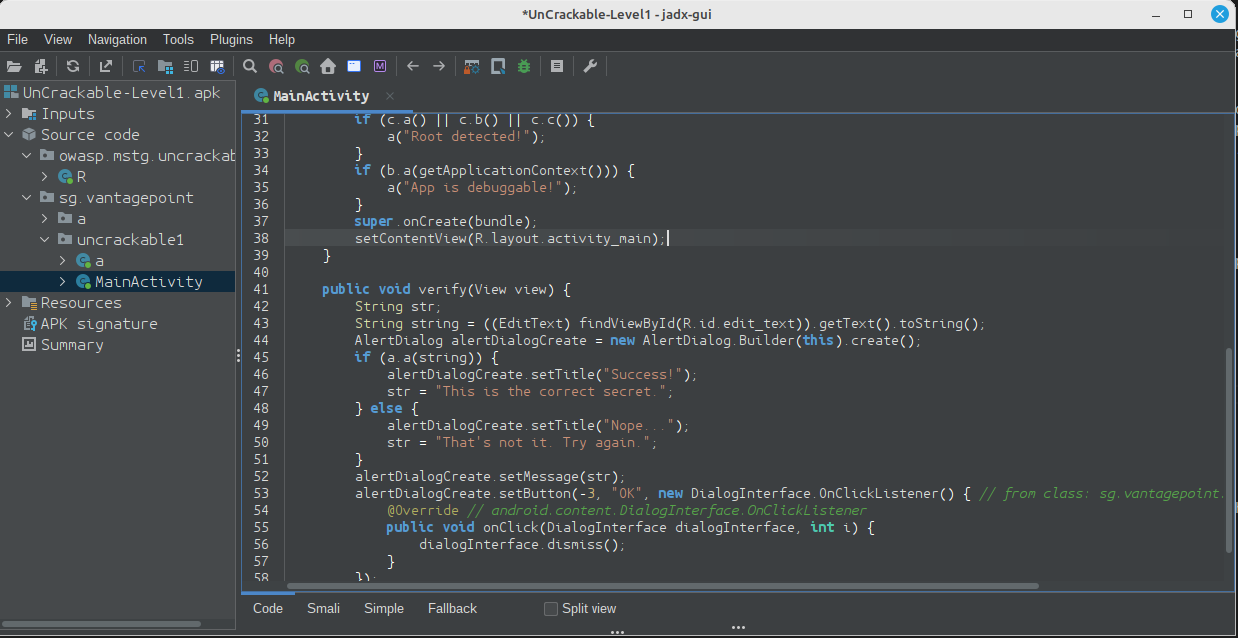 *UnCrackable-Level1 - jadx-gui
File View Navigation Tools Plugins Help
UnCrackable-Level1.apk
Inputs
Source code
owasp.mstg.uncrackab
R
sg.vantagepoint
a
uncrackable1
a
MainActivity
Resources
APK signature
Summary
MainActivity
31 if (c.a() || c.b() || c.c()) {
32 a("Root detected!");
33 }
34 if (b.a(getApplicationContext())) {
35 a("App is debuggable!");
36 }
37 super.onCreate(bundle);
38 setContentView(R.layout.activity_main);
39 }
40
41 public void verify(View view) {
42 String str;
43 String string = ((EditText) findViewById(R.id.edit_text)).getText().toString();
44 AlertDialog alertDialogCreate = new AlertDialog.Builder(this).create();
45 if (a.a(string)) {
46 alertDialogCreate.setTitle("Success!");
47 str = "This is the correct secret.";
48 } else {
49 alertDialogCreate.setTitle("Nope...");
50 str = "That's not it. Try again.";
51 }
52 alertDialogCreate.setMessage(str);
53 alertDialogCreate.setButton(-3, "OK", new DialogInterface.OnClickListener() { // from class: sg.vantagepoint.
54 @Override // android.content.DialogInterface.OnClickListener
55 public void onClick(DialogInterface dialogInterface, int i) {
56 dialogInterface.dismiss();
57 }
58 });
Code Smali Simple Fallback Split view